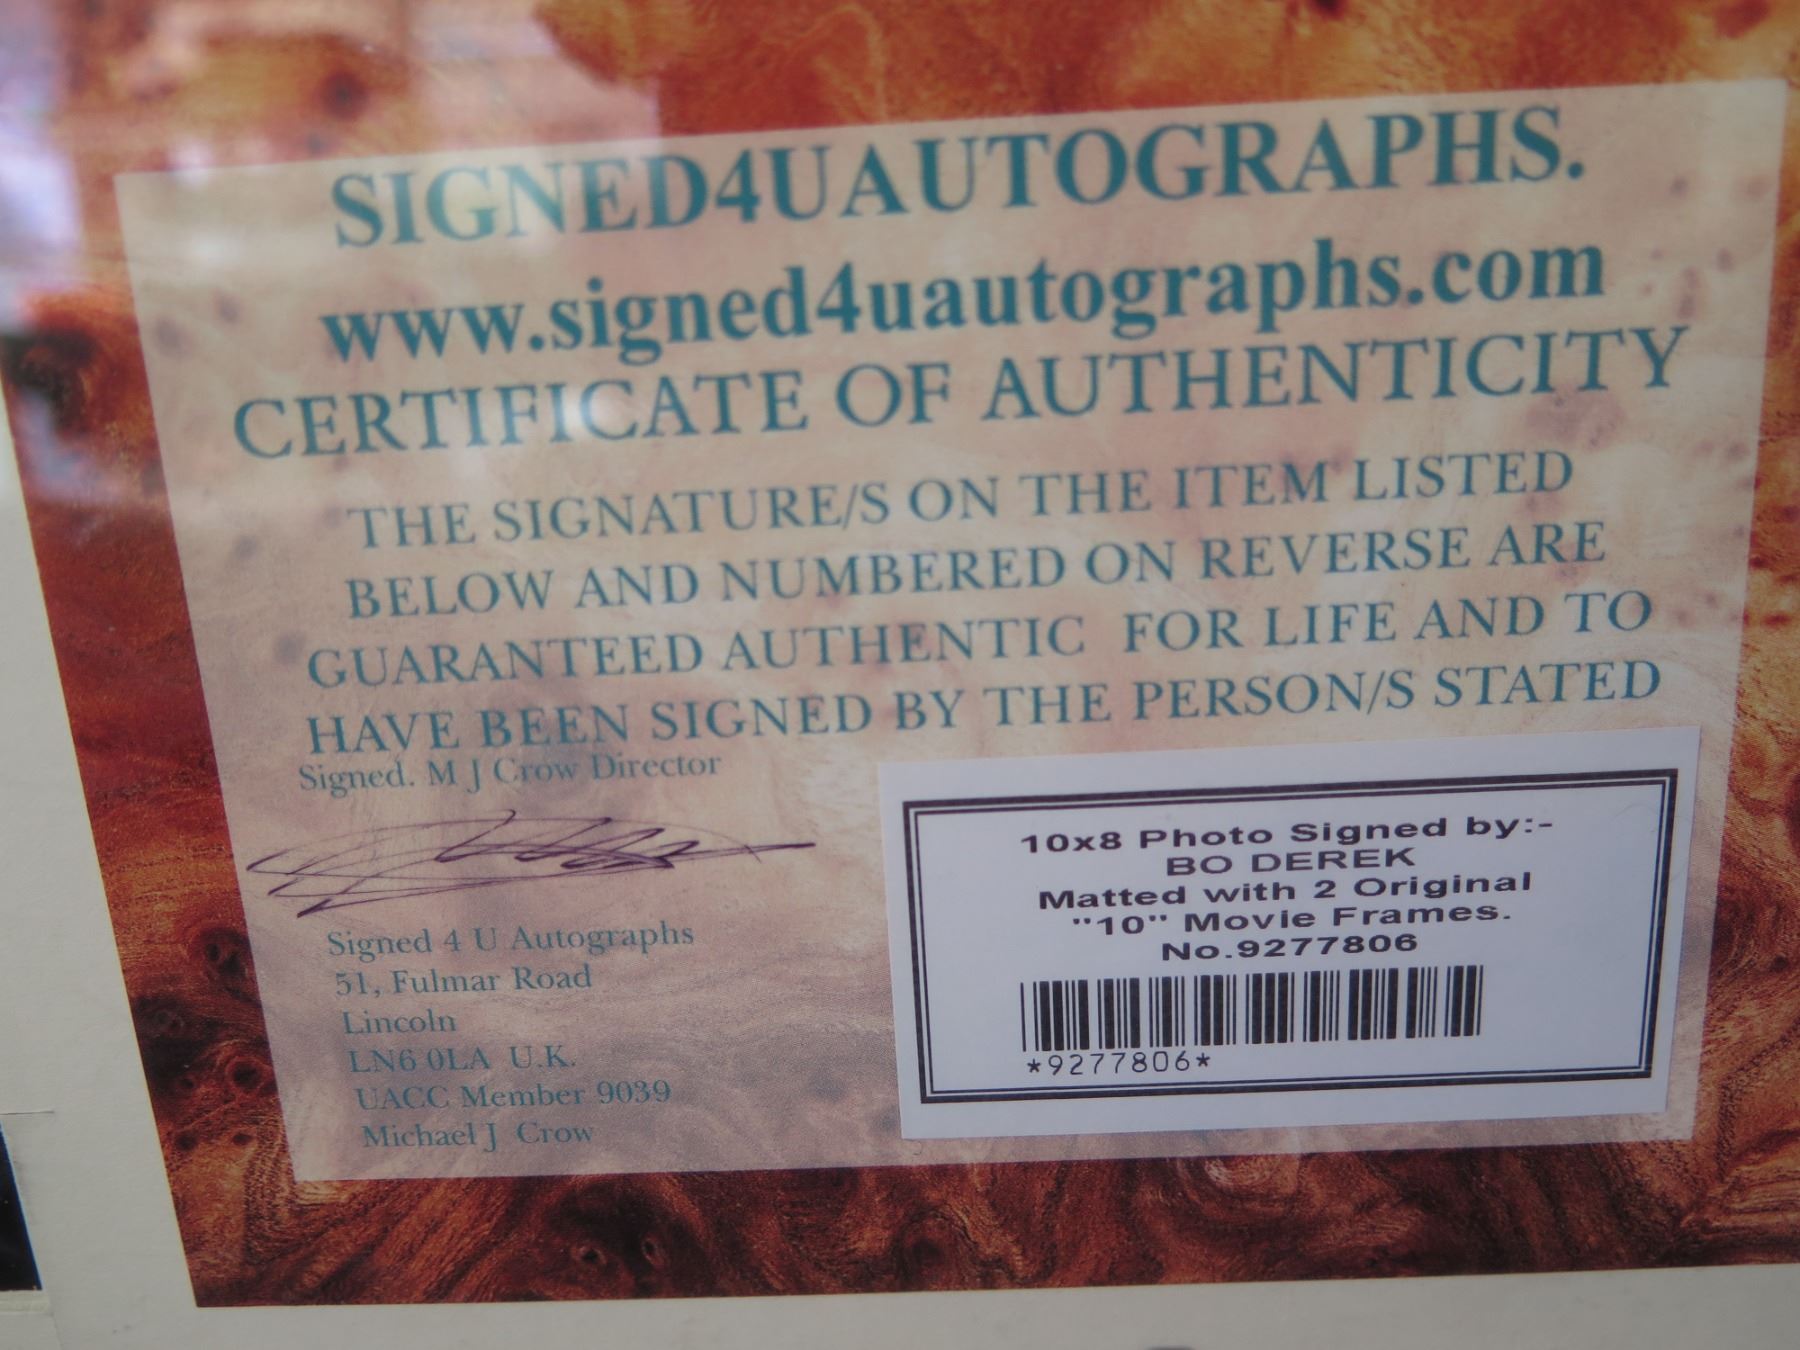 SIGNED4UAUTOGRAPHS.
www.signed4uautographs.com
CERTIFICATE OF AUTHENTICITY
THE SIGNATURE/S ON THE ITEM LISTED
BELOW AND NUMBERED ON REVERSE ARE
GUARANTEED AUTHENTIC FOR LIFE AND TO
HAVE BEEN SIGNED BY THE PERSON/S STATED
Signed. M J Crow Director
Signed 4 U Autographs
51, Fulmar Road
Lincoln
LN6 0LA U.K.
UACC Member 9039
Michael J Crow
10x8 Photo Signed by:-
BO DEREK
Matted with 2 Original
"10" Movie Frames.
No.9277806
*9277806*